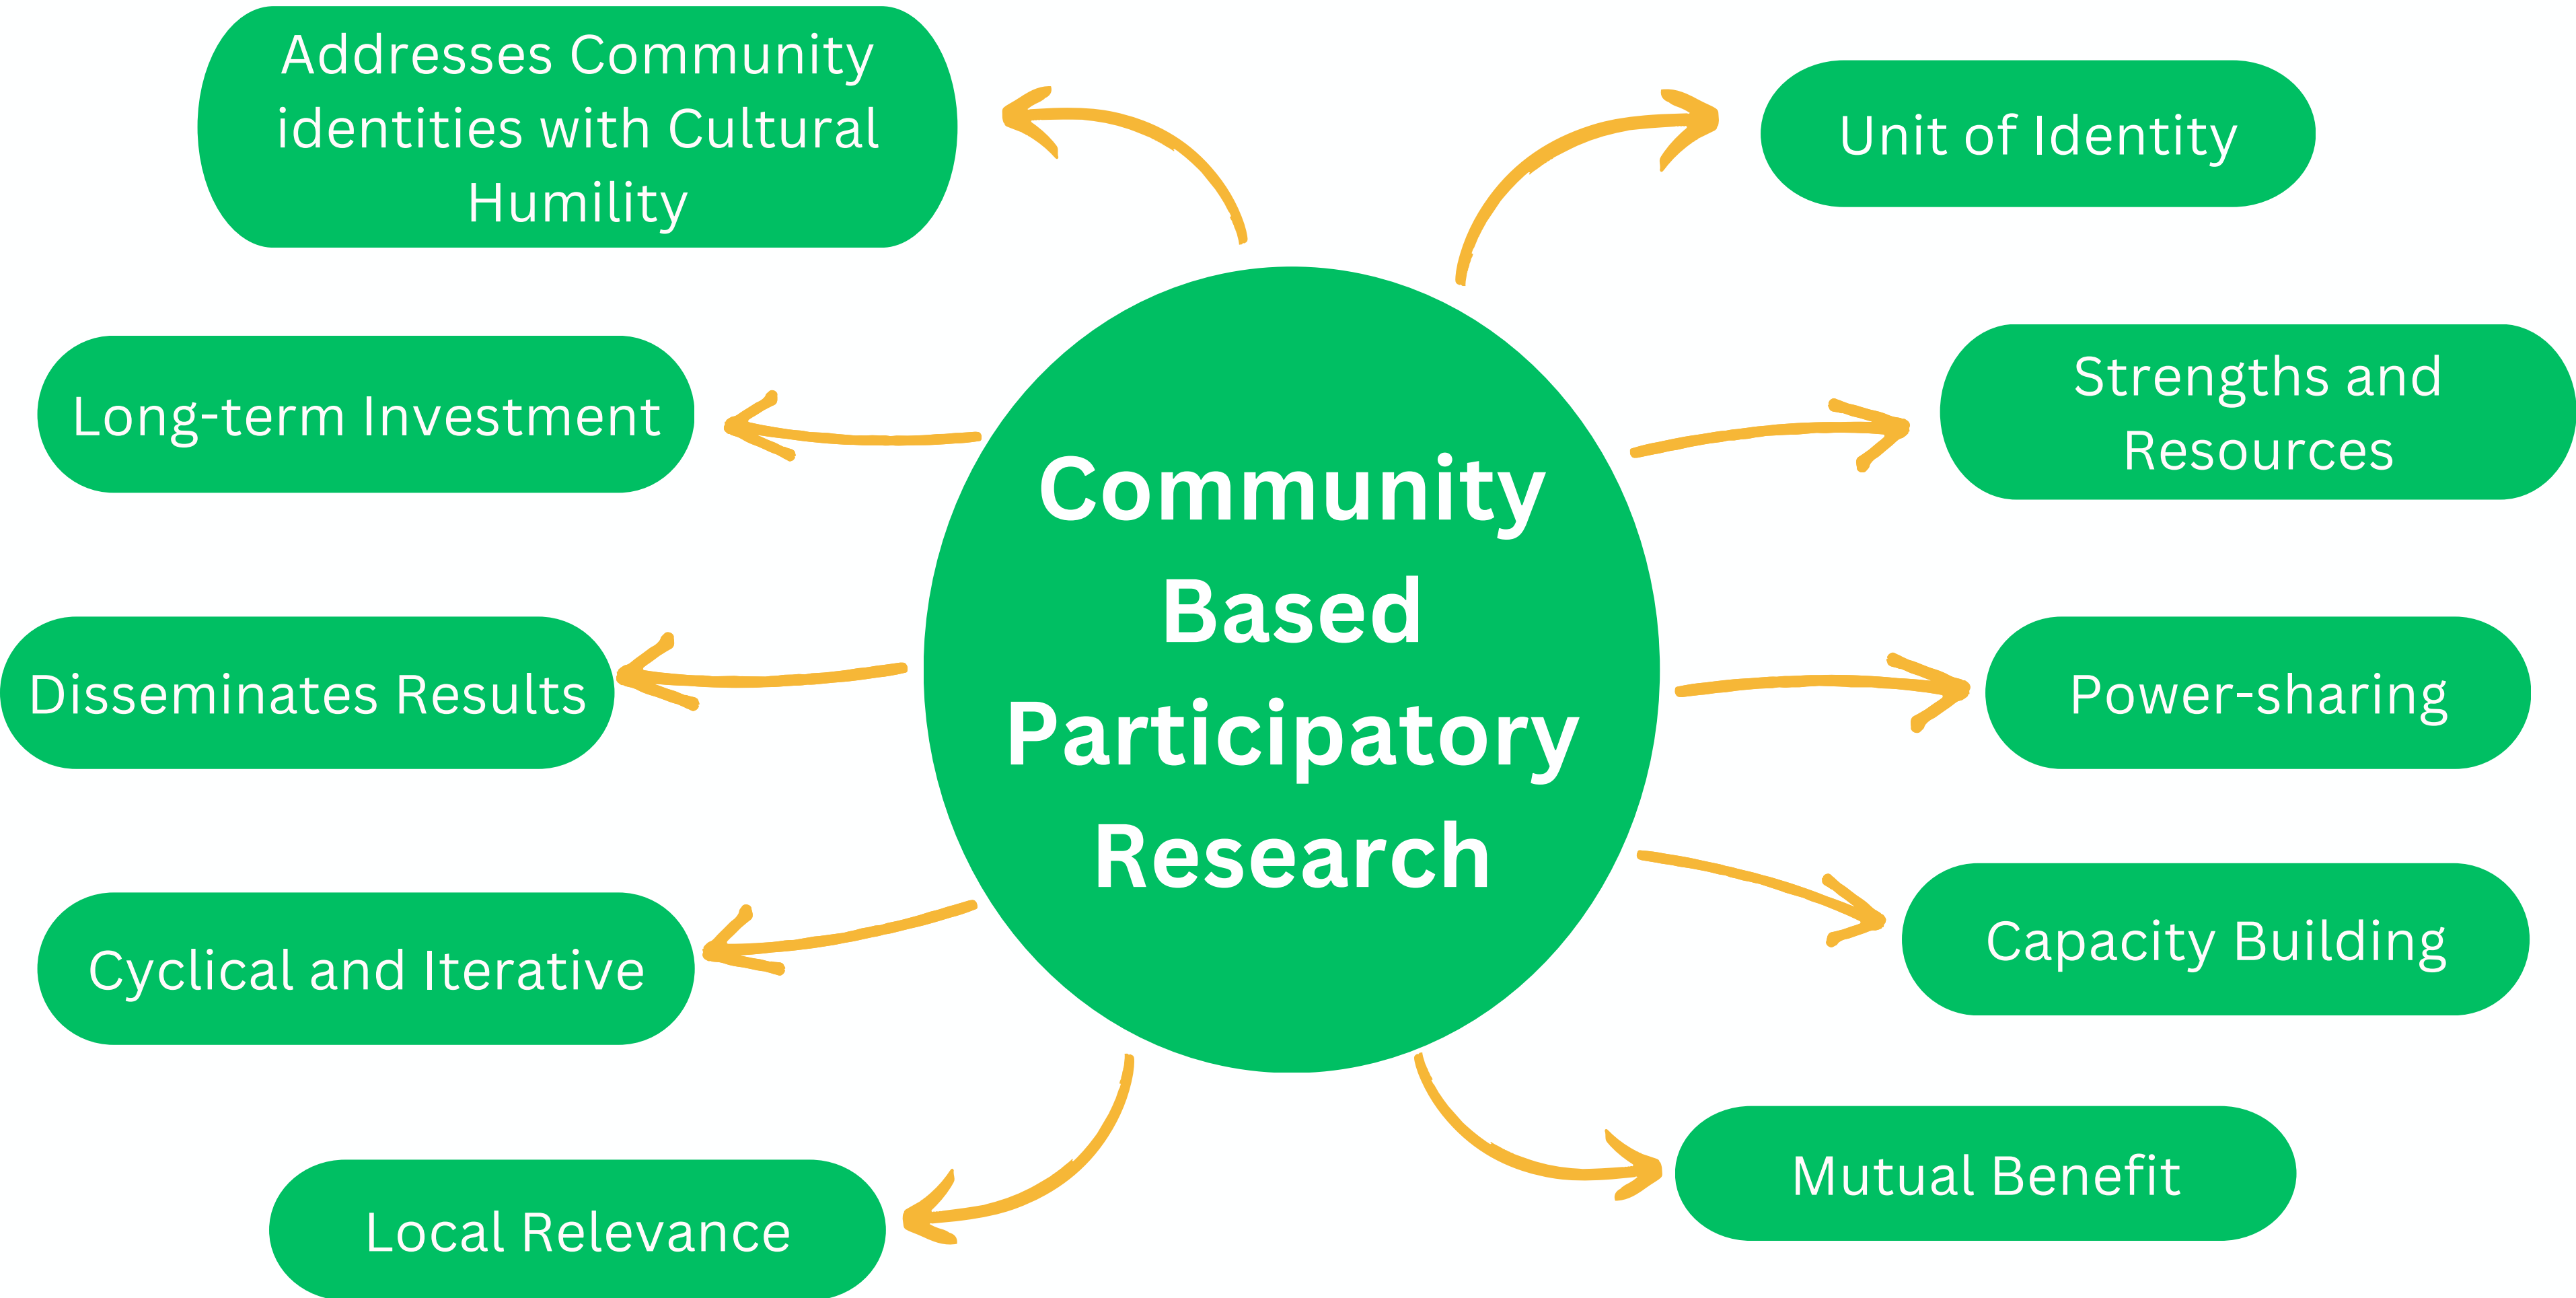 Addresses Community
identities with Cultural
Humility
Unit of Identity
Long-term Investment
Strengths and
Resources
Community
Based
Participatory
Research
Disseminates Results
Power-sharing
Cyclical and Iterative
Capacity Building
Local Relevance
Mutual Benefit